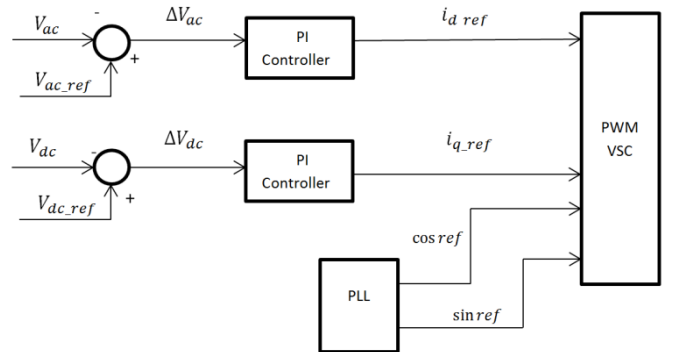 -
V_ac
ΔV_ac
i_d ref
+
V_ac_ref
PI
Controller
PWM
VSC
-
V_dc
ΔV_dc
i_q_ref
+
V_dc_ref
PI
Controller
cos ref
PLL
sin ref